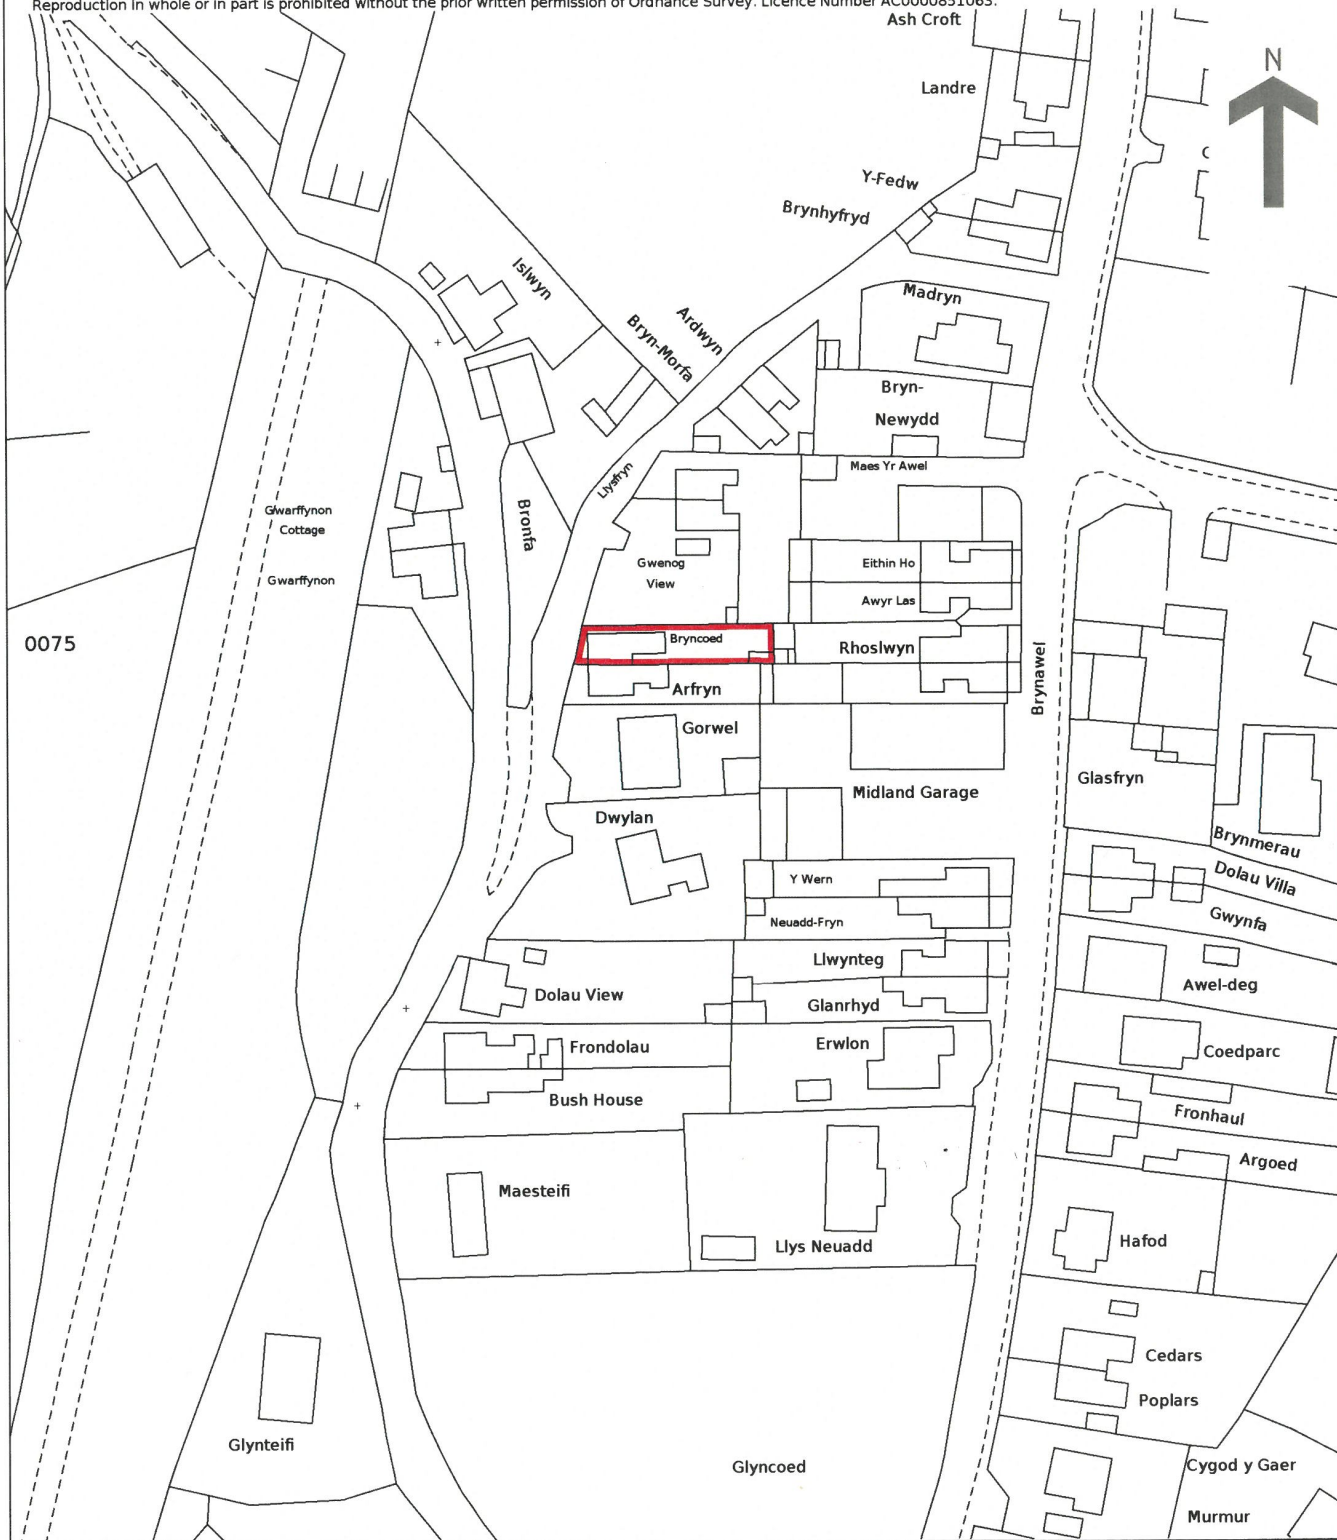 Reproduction in whole or in part is prohibited without the prior written permission of Ordnance Survey. Licence Number AC0000851063.
Ash Croft
N
Landre
Y-Fedw
Brynhyfryd
Islwyn
Madryn
Ardwyn
Bryn-Morfa
Bryn-
Newydd
Maes Yr Awel
Llysfryn
Bronfa
Gwarffynon
Cottage
Gwenog
View
Eithin Ho
Gwarffynon
Awyr Las
0075
Bryncoed
Rhoslwyn
Brynawel
Arfryn
Gorwel
Glasfryn
Midland Garage
Dwylan
Brynmerau
Y Wern
Dolau Villa
Neuadd-Fryn
Gwynfa
Llwynteg
Awel-deg
Dolau View
Glanrhyd
Frondolau
Erwlon
Coedparc
Bush House
Fronhaul
Argoed
Maesteifi
Llys Neuadd
Hafod
Cedars
Poplars
Glynteifi
Glyncoed
Cygod y Gaer
Murmur